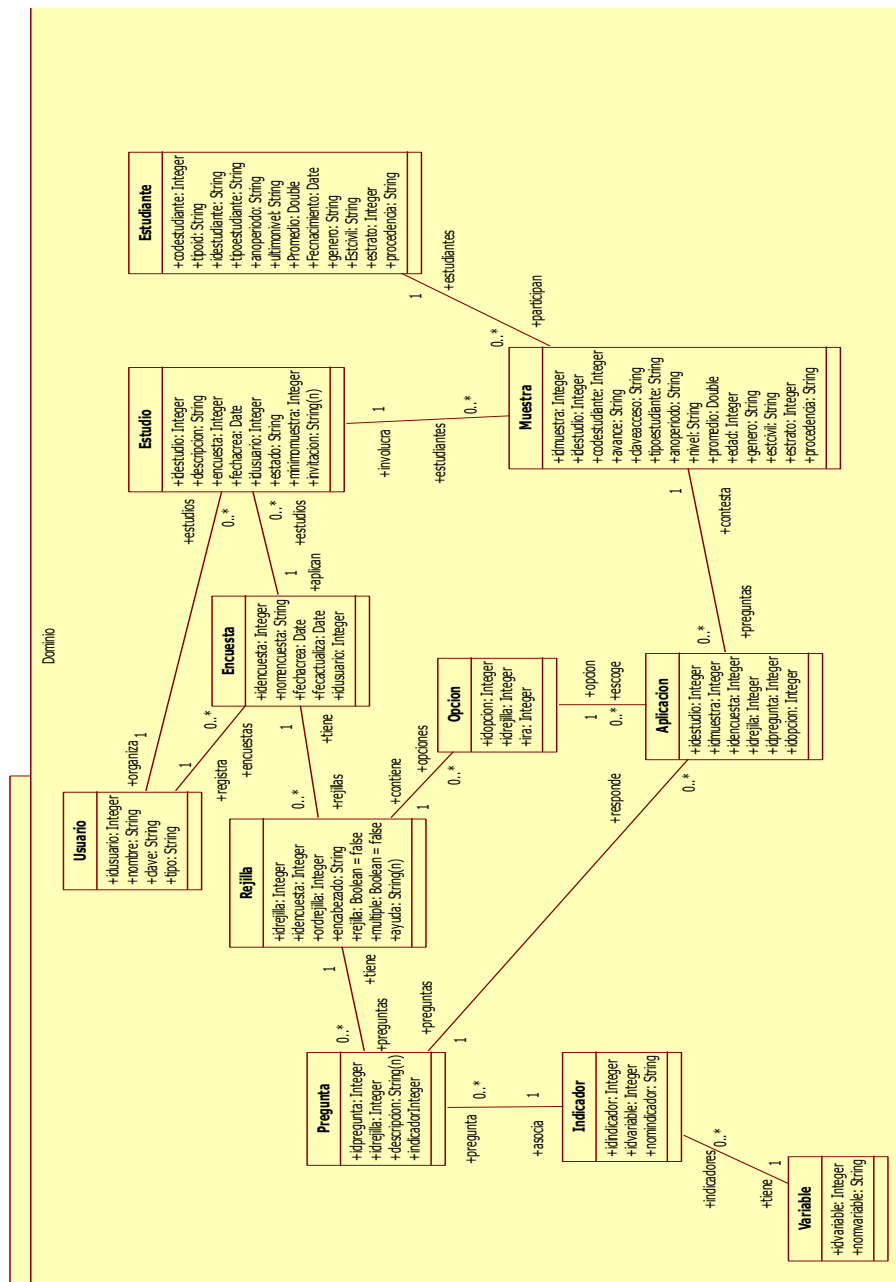 Dominio
Usuario
+idusuario: Integer
+nombre: String
+clave: String
+tipo: String
+organiza
1
+estudios
0..*
+registra
1
+encuestas
0..*
Estudio
+idestudio: Integer
+descripcion: String
+encuesta: Integer
+fechacrea: Date
+idusuario: Integer
+estado: String
+minimomuestra: Integer
+invitacion: String(n)
Estudiante
+codestudiante: Integer
+tipoid: String
+idestudiante: String
+tipoestudiante: String
+anoperiodo: String
+ultimonivel: String
+Promedio: Double
+Fecnacimiento: Date
+genero: String
+Estcivil: String
+estrato: Integer
+procedencia: String
Encuesta
+idencuesta: Integer
+nomencuesta: String
+fechacrea: Date
+fecactualiza: Date
+idusuario: Integer
1
+aplican
0..*
+estudios
1
+tiene
0..*
+rejillas
Rejilla
+idrejilla: Integer
+idencuesta: Integer
+ordrejilla: Integer
+encabezado: String
+rejilla: Boolean = false
+multiple: Boolean = false
+ayuda: String(n)
+contiene
1
+opciones
0..*
1
+tiene
0..*
+preguntas
Pregunta
+idpregunta: Integer
+idrejilla: Integer
+descripcion: String(n)
+indicadorInteger
+preguntas
1
+responde
0..*
+pregunta
0..*
+asocia
1
Opcion
+idopcion: Integer
+idrejilla: Integer
+ira: Integer
1
+opcion
0..*
+escoge
+involucra
1
+estudiantes
0..*
1
+estudiantes
0..*
+participan
Muestra
+idmuestra: Integer
+idestudio: Integer
+codestudiante: Integer
+avance: String
+claveacceso: String
+tipoestudiante: String
+anoperiodo: String
+nivel: String
+promedio: Double
+edad: Integer
+genero: String
+estcivil: String
+estrato: Integer
+procedencia: String
1
+contesta
0..*
+preguntas
Aplicacion
+idestudio: Integer
+idmuestra: Integer
+idencuesta: Integer
+idrejilla: Integer
+idpregunta: Integer
+idopcion: Integer
Indicador
+idindicador: Integer
+idvariable: Integer
+nomindicador: String
+indicadores
0..*
+tiene
1
Variable
+idvariable: Integer
+nomvariable: String